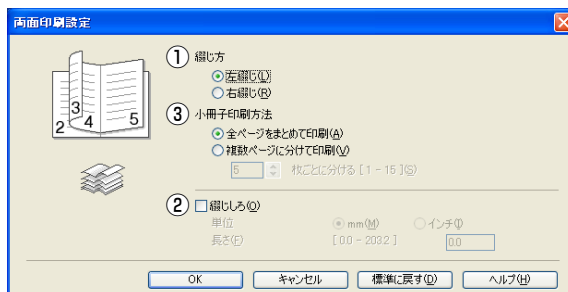 両面印刷設定
① 綴じ方
左綴じ(L)
右綴じ(R)
③ 小冊子印刷方法
全ページをまとめて印刷(A)
複数ページに分けて印刷(V)
5 枚ごとに分ける [ 1 - 15 ](S)
② 綴じしろ(O)
単位 mm(M) インチ(I)
長さ(F) [ 0.0 - 203.2 ] 0.0
2 3 4 5
OK キャンセル 標準に戻す(D) ヘルプ(H)